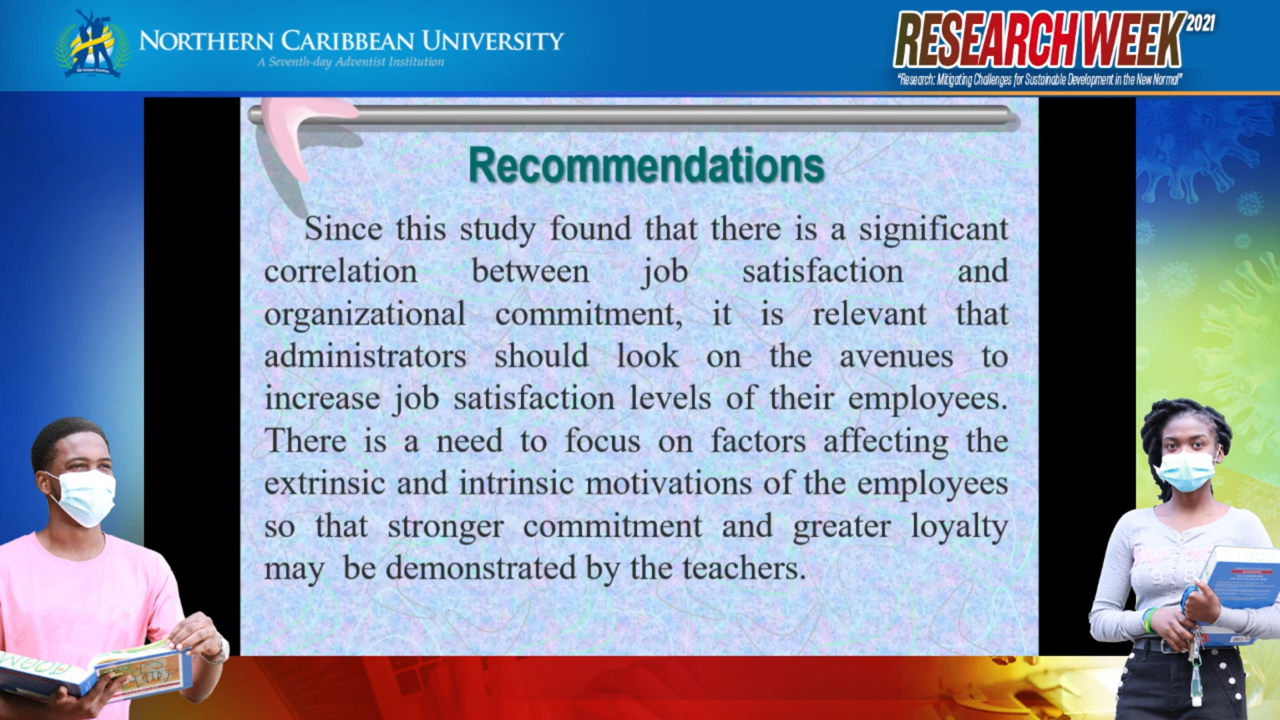 NORTHERN CARIBBEAN UNIVERSITY
A Seventh-day Adventist Institution
RESEARCH WEEK 2021
"Research: Mitigating Challenges for Sustainable Development in the New Normal"
Recommendations
Since this study found that there is a significant
correlation between job satisfaction and
organizational commitment, it is relevant that
administrators should look on the avenues to
increase job satisfaction levels of their employees.
There is a need to focus on factors affecting the
extrinsic and intrinsic motivations of the employees
so that stronger commitment and greater loyalty
may be demonstrated by the teachers.